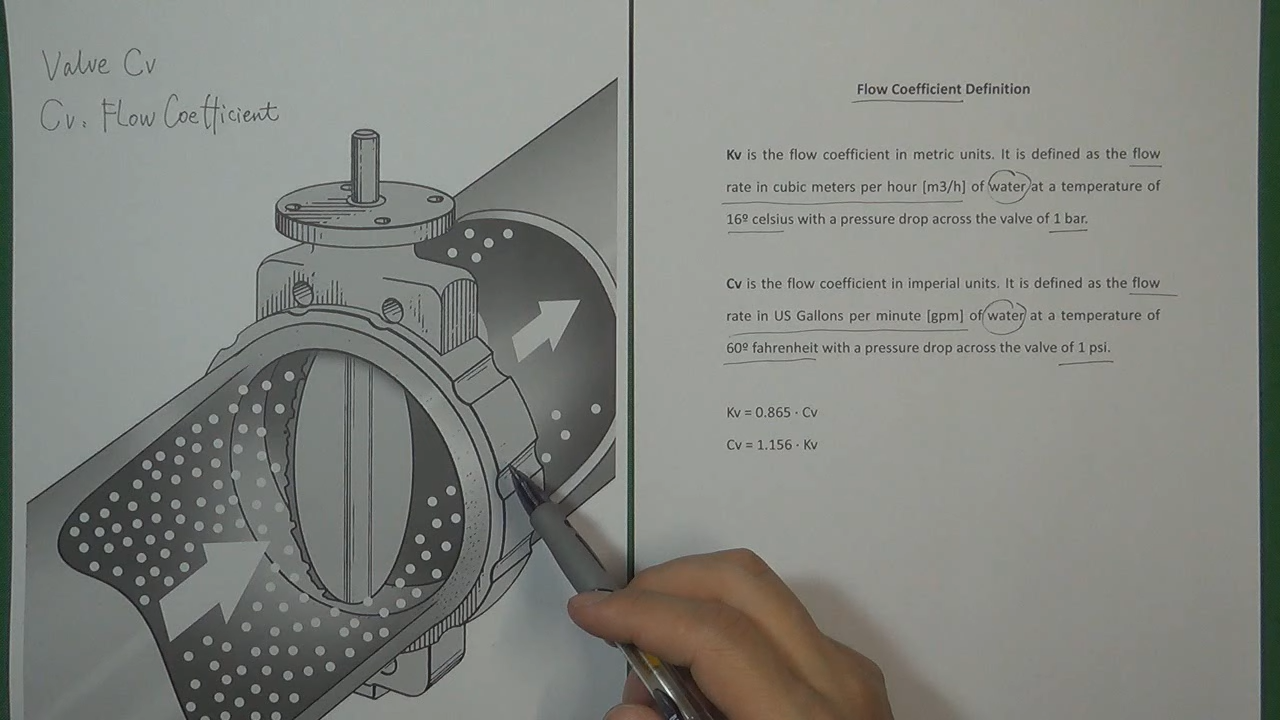 Valve Cv
Cv. Flow Coefficient
Flow Coefficient Definition
Kv is the flow coefficient in metric units. It is defined as the flow
rate in cubic meters per hour [m3/h] of water at a temperature of
16º celsius with a pressure drop across the valve of 1 bar.
Cv is the flow coefficient in imperial units. It is defined as the flow
rate in US Gallons per minute [gpm] of water at a temperature of
60º fahrenheit with a pressure drop across the valve of 1 psi.
Kv = 0.865 · Cv
Cv = 1.156 · Kv